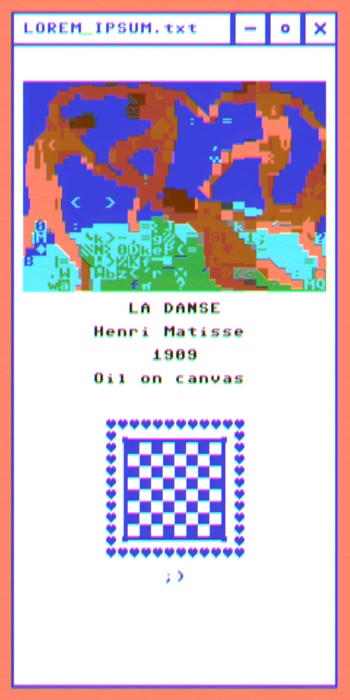 LOREM_IPSUM.txt
LA DANSE
Henri Matisse
1909
Oil on canvas
;)